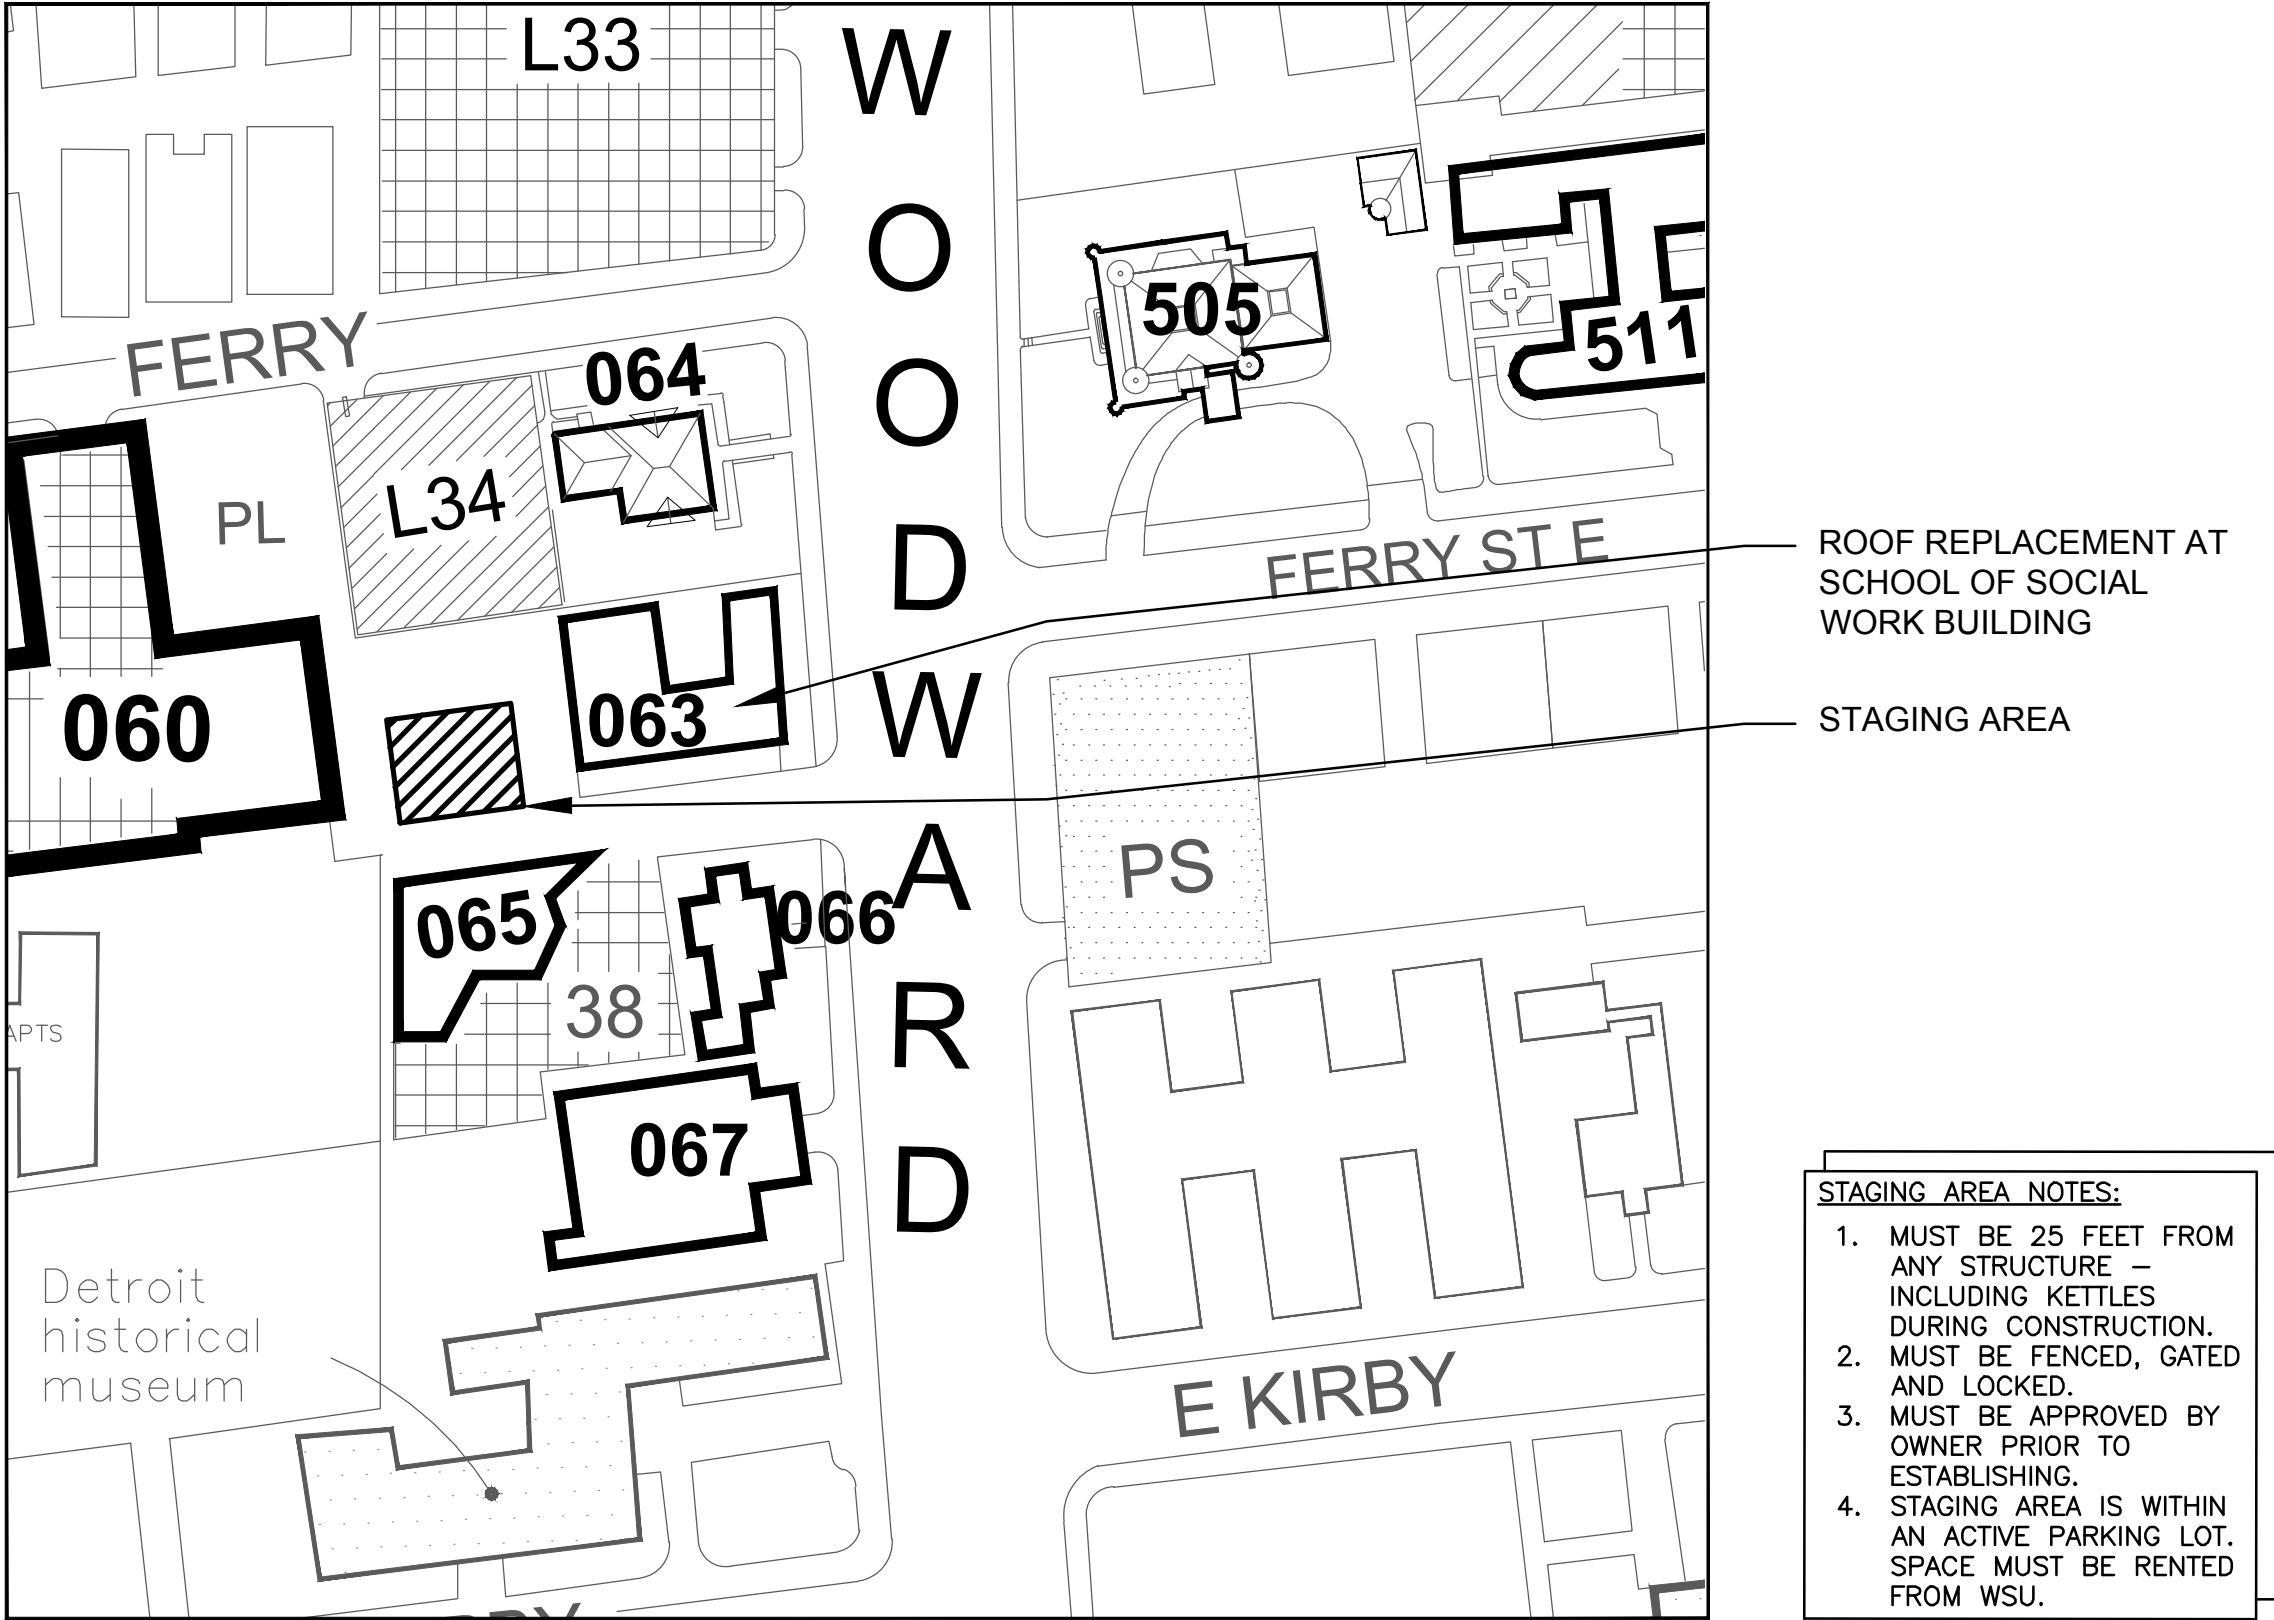 L33
W
O
O
D
W
A
R
D
FERRY
064
505
511
PL
L34
FERRY ST E
060
063
PS
065
066
38
APTS
067
Detroit
historical
museum
E KIRBY
ROOF REPLACEMENT AT
SCHOOL OF SOCIAL
WORK BUILDING
STAGING AREA
STAGING AREA NOTES:
1. MUST BE 25 FEET FROM
ANY STRUCTURE –
INCLUDING KETTLES
DURING CONSTRUCTION.
2. MUST BE FENCED, GATED
AND LOCKED.
3. MUST BE APPROVED BY
OWNER PRIOR TO
ESTABLISHING.
4. STAGING AREA IS WITHIN
AN ACTIVE PARKING LOT.
SPACE MUST BE RENTED
FROM WSU.